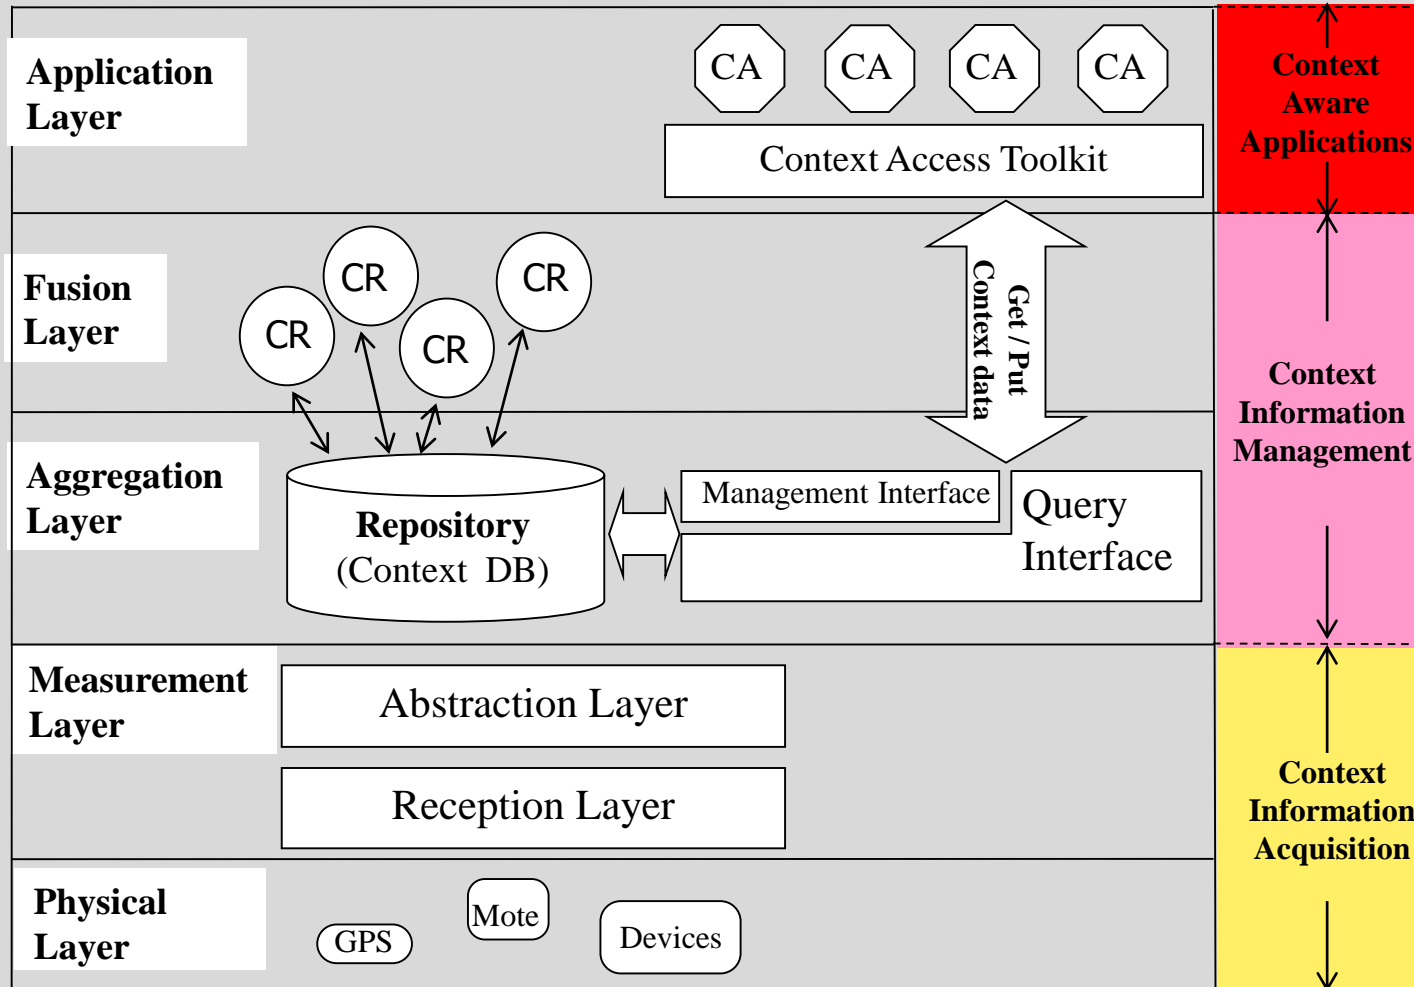 Application
Layer
CA
CA
CA
CA
Context Access Toolkit
Context
Aware
Applications
Fusion
Layer
CR
CR
CR
CR
Get / Put
Context data
Context
Information
Management
Aggregation
Layer
Repository
(Context DB)
Management Interface
Query
Interface
Measurement
Layer
Abstraction Layer
Reception Layer
Context
Information
Acquisition
Physical
Layer
GPS
Mote
Devices